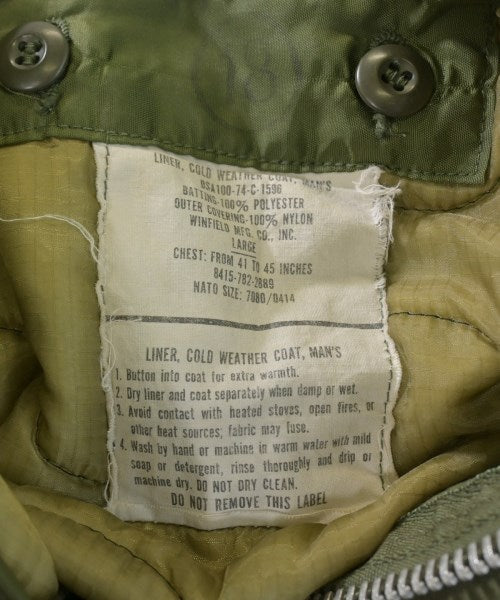 LINER, COLD WEATHER COAT, MAN'S
DSA100-74-C-1596
BATTING-100% POLYESTER
OUTER COVERING-100% NYLON
WINFIELD MFG. CO., INC.
LARGE
CHEST: FROM 41 TO 45 INCHES
8415-782-2889
NATO SIZE: 7080/0414
LINER, COLD WEATHER COAT, MAN'S
1. Button into coat for extra warmth.
2. Dry liner and coat separately when damp or wet.
3. Avoid contact with heated stoves, open fires, or
other heat sources; fabric may fuse.
4. Wash by hand or machine in warm water with mild
soap or detergent, rinse thoroughly and drip or
machine dry. DO NOT DRY CLEAN.
DO NOT REMOVE THIS LABEL